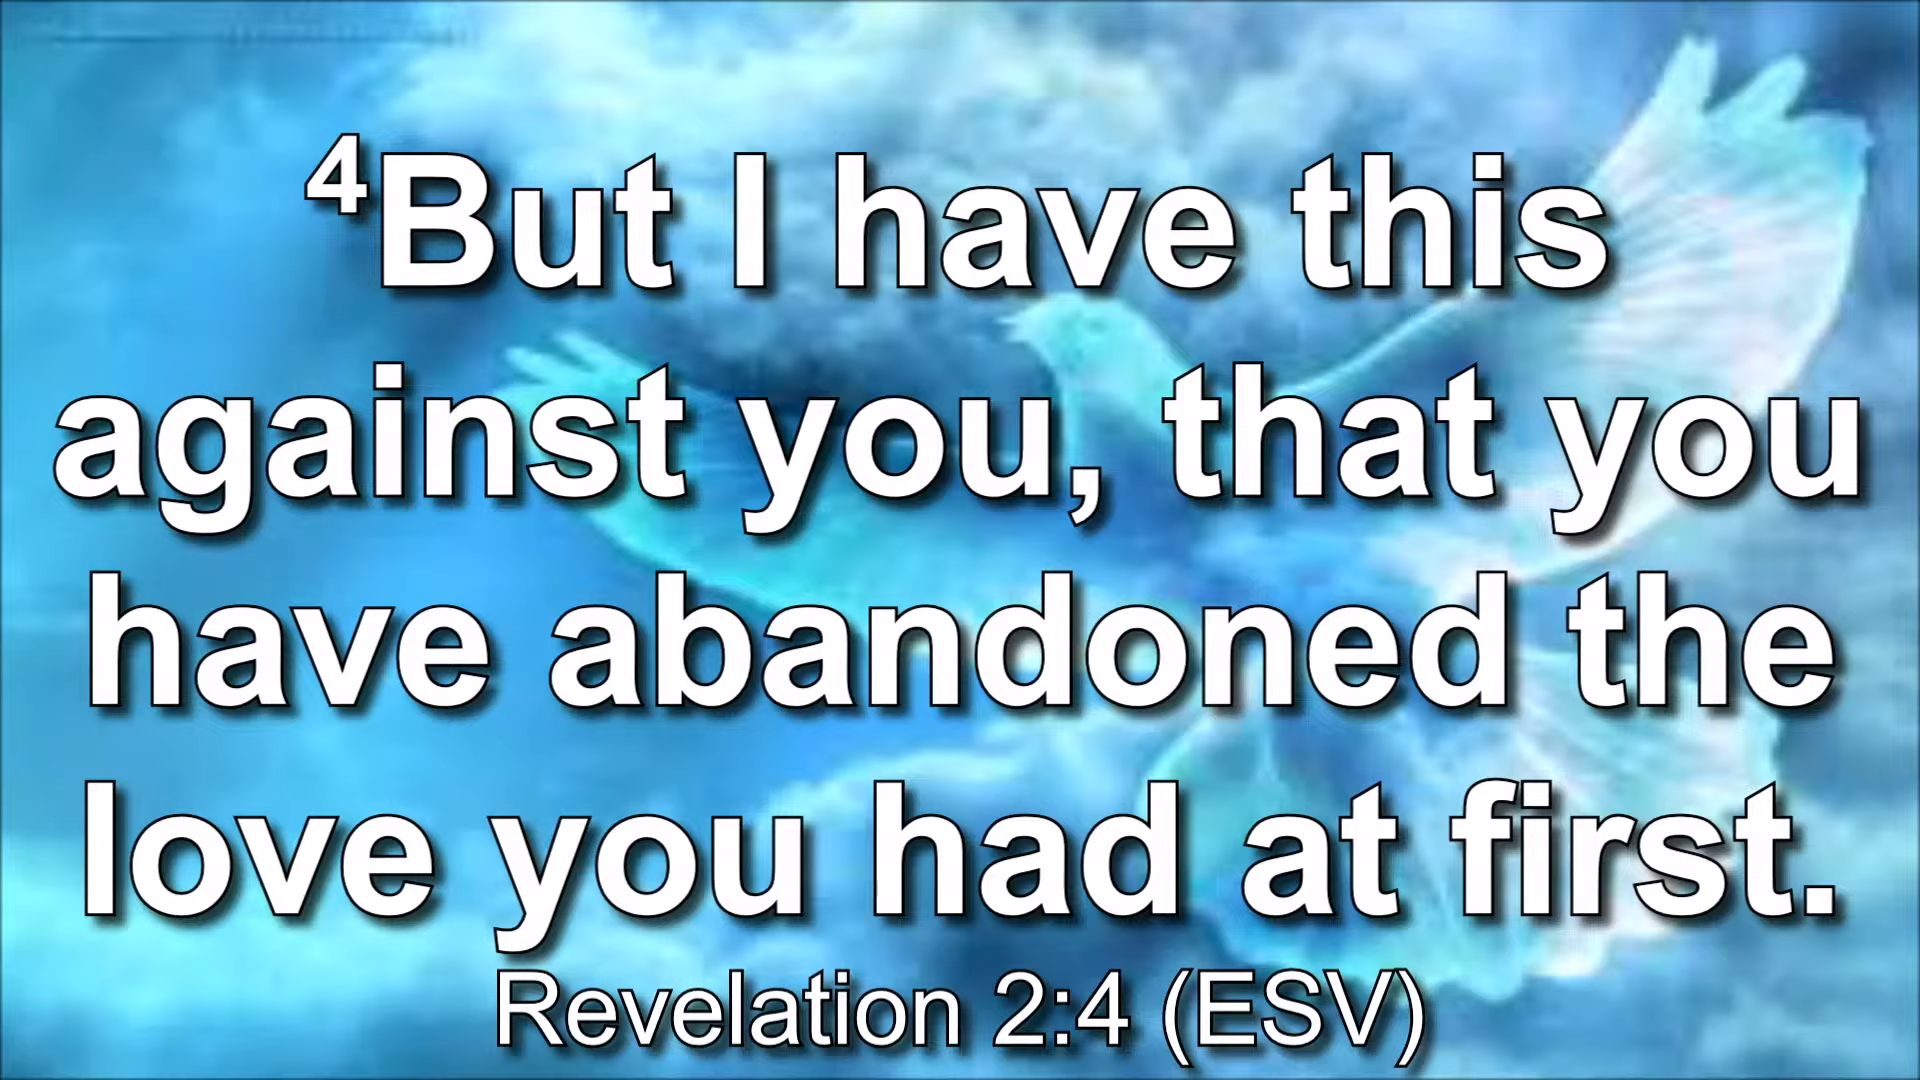 ⁴But I have this
against you, that you
have abandoned the
love you had at first.
Revelation 2:4 (ESV)